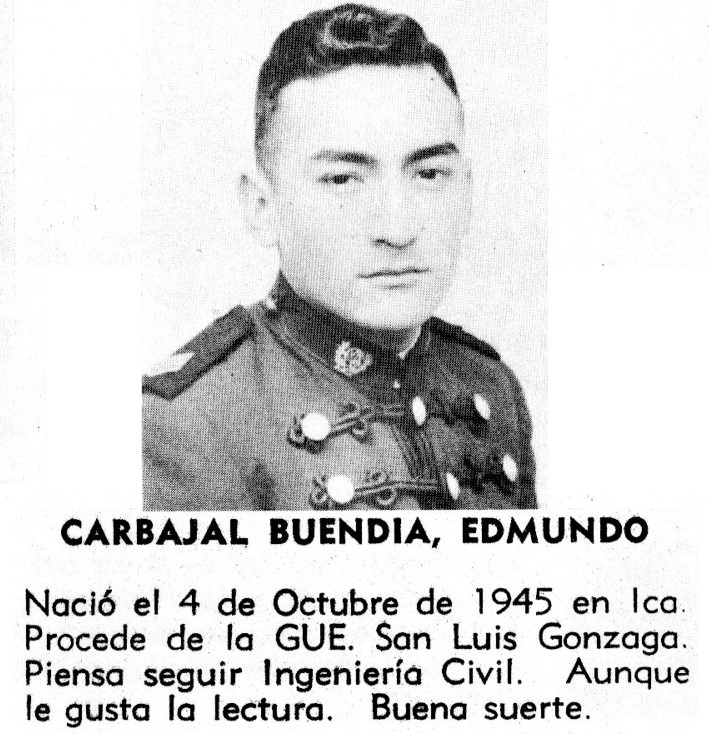 CARBAJAL BUENDIA, EDMUNDO
Nació el 4 de Octubre de 1945 en Ica.
Procede de la GUE. San Luis Gonzaga.
Piensa seguir Ingeniería Civil. Aunque
le gusta la lectura. Buena suerte.